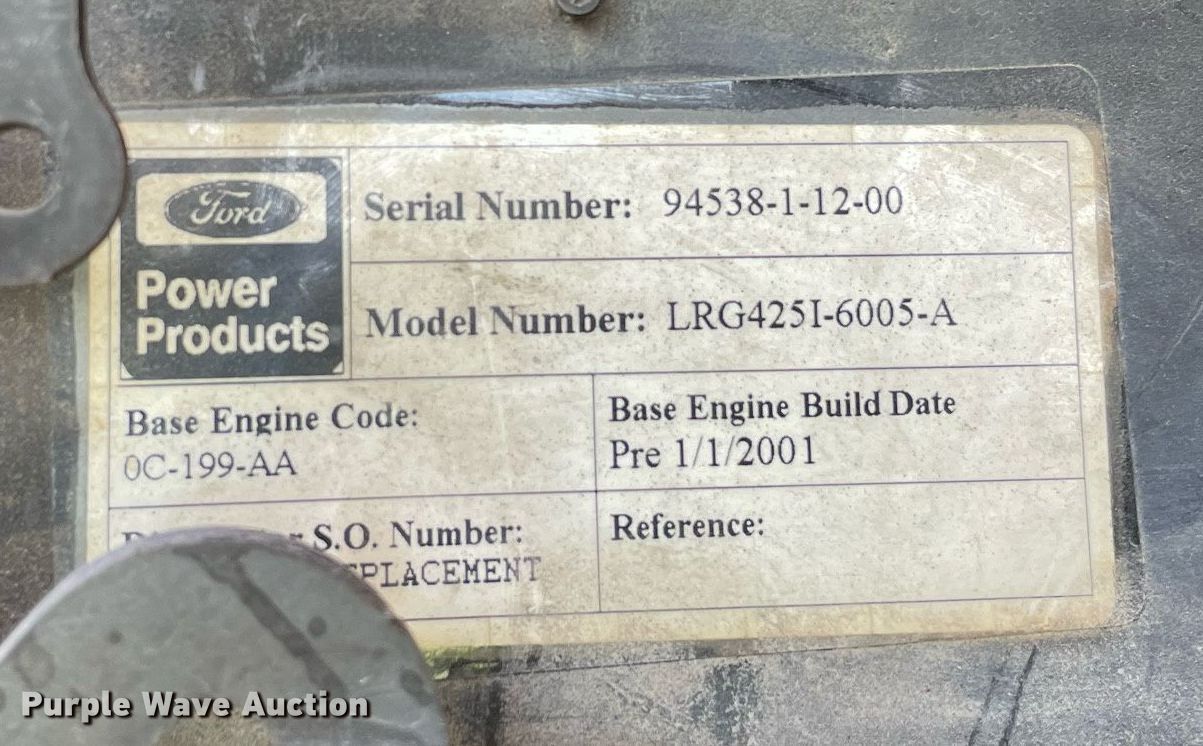 Ford
Power
Products
Serial Number: 94538-1-12-00
Model Number: LRG425I-6005-A
Base Engine Code:
0C-199-AA
Base Engine Build Date
Pre 1/1/2001
S.O. Number:
Reference:
Purple Wave Auction